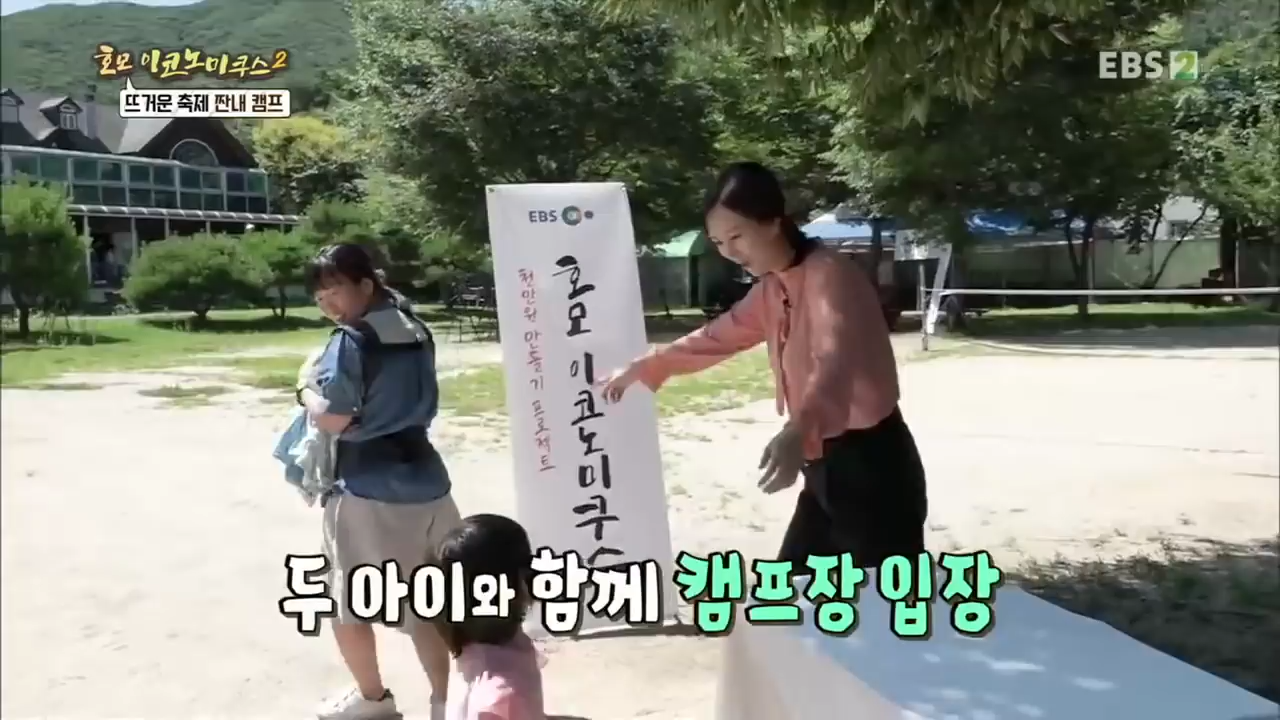 호모 이코노미쿠스2
뜨거운 축제 짠내 캠프
EBS 2
EBS
호모 이코노미쿠스
천만원 만들기 프로젝트
두 아이와 함께 캠프장 입장